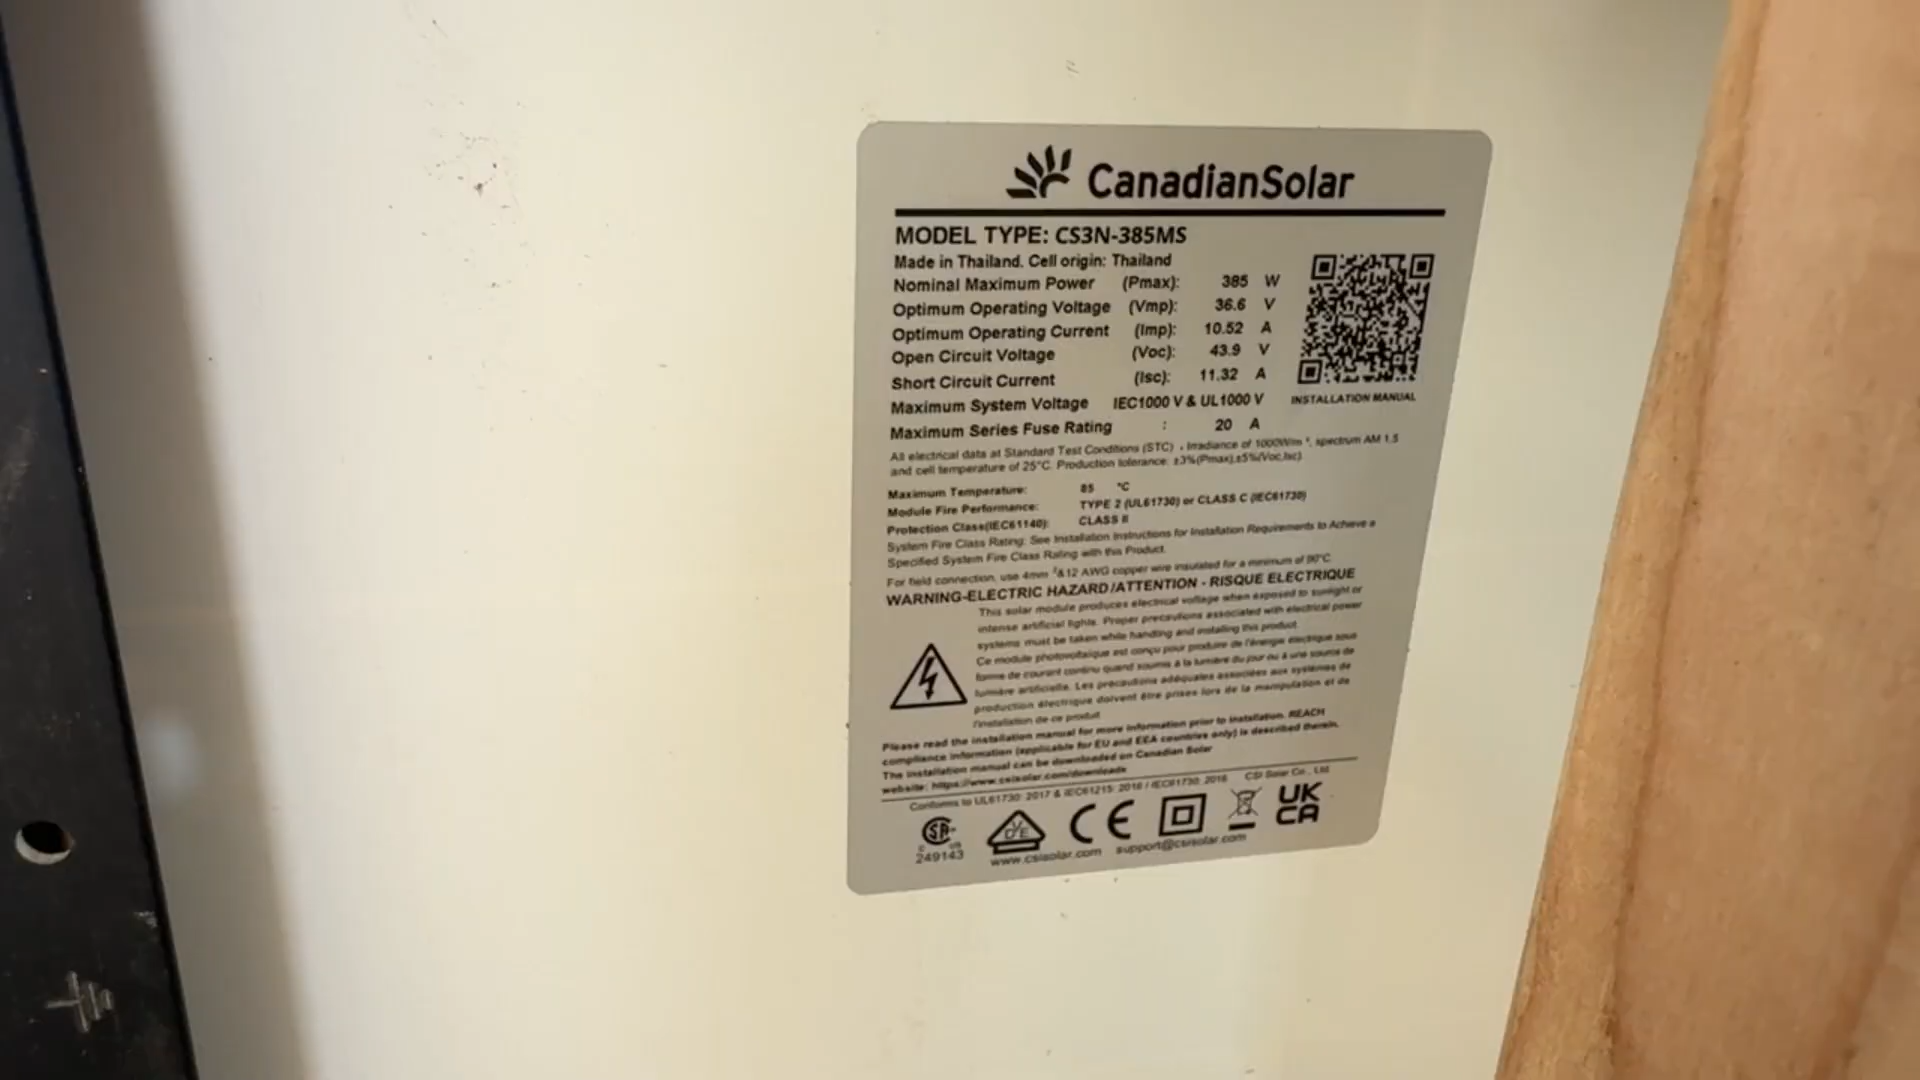 CanadianSolar
MODEL TYPE: CS3N-385MS
Made in Thailand. Cell origin: Thailand
Nominal Maximum Power (Pmax): 385 W
Optimum Operating Voltage (Vmp): 36.6 V
Optimum Operating Current (Imp): 10.52 A
Open Circuit Voltage (Voc): 43.9 V
Short Circuit Current (Isc): 11.32 A
Maximum System Voltage IEC1000 V & UL1000 V
INSTALLATION MANUAL
Maximum Series Fuse Rating : 20 A
All electrical data at Standard Test Conditions (STC) , Irradiance of 1000W/m ², spectrum AM 1.5
and cell temperature of 25°C. Production tolerance: ±3%(Pmax),±5%(Voc,Isc)
Maximum Temperature: 85 °C
Module Fire Performance: TYPE 2 (UL61730) or CLASS C (IEC61730)
Protection Class(IEC61140): CLASS II
System Fire Class Rating: See Installation Instructions for Installation Requirements to Achieve a
Specified System Fire Class Rating with this Product.
For field connection, use 4mm ²&12 AWG copper wire insulated for a minimum of 90°C.
WARNING-ELECTRIC HAZARD/ATTENTION - RISQUE ELECTRIQUE
This solar module produces electrical voltage when exposed to sunlight or
intense artificial lights. Proper precautions associated with electrical power
systems must be taken while handling and installing this product.
Ce module photovoltaïque est conçu pour produire de l'énergie électrique sous
forme de courant continu quand soumis à la lumière du jour ou à une source de
lumière artificielle. Les précautions adéquates associées aux systèmes de
production électrique doivent être prises lors de la manipulation et de
l'installation de ce produit.
Please read the installation manual for more information prior to installation. REACH
compliance information (applicable for EU and EEA countries only) is described therein.
The installation manual can be downloaded on Canadian Solar
website: https://www.csisolar.com/downloads
Conforms to UL61730: 2017 & IEC61215: 2016 / IEC61730: 2016 CSI Solar Co., Ltd.
SP
C US
249143
VDE
CE
UK
CA
www.csisolar.com support@csisolar.com